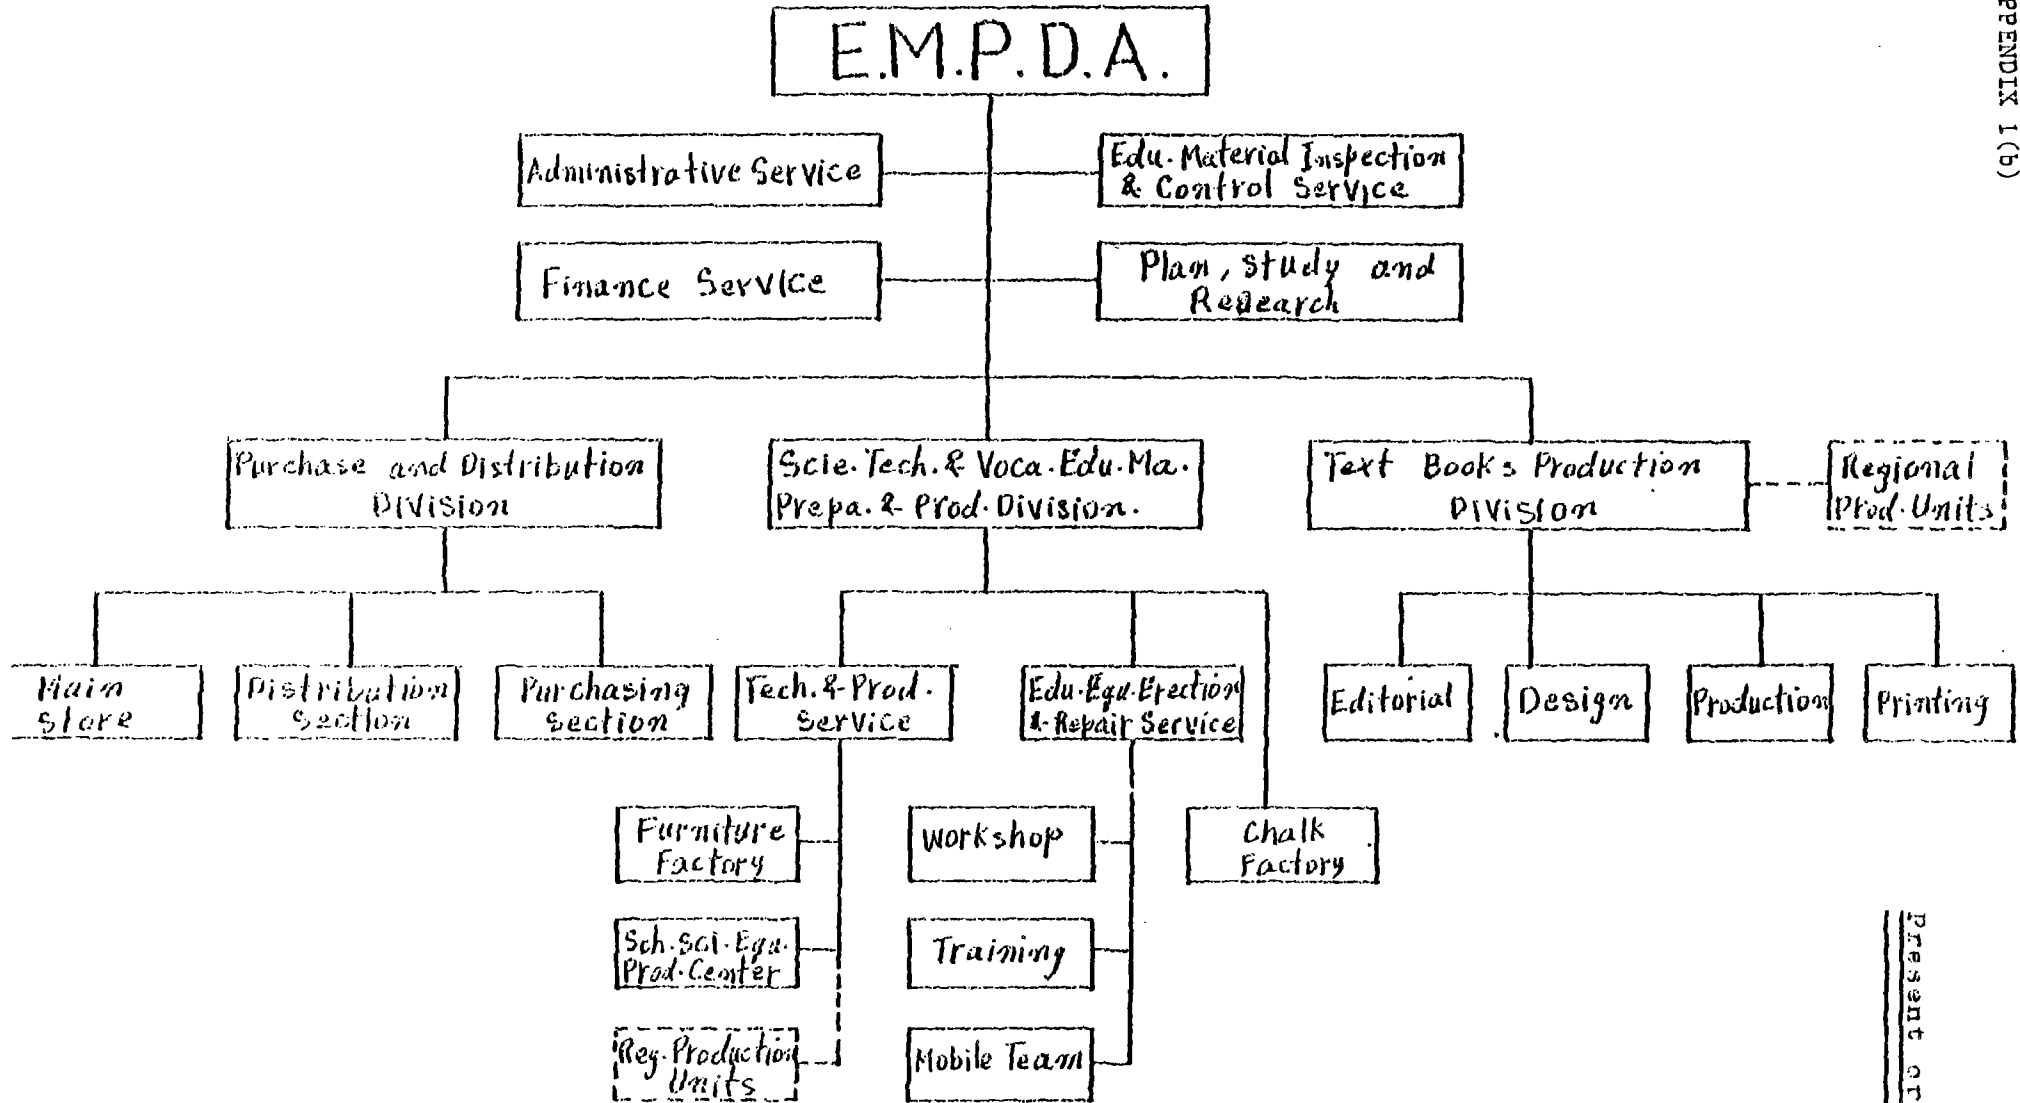 PPENDIX 1(b)
E.M.P.D.A.
Administrative Service
Edu. Material Inspection
& Control Service
Finance Service
Plan, Study and
Research
Purchase and Distribution
Division
Scie. Tech. & Voca. Edu. Ma.
Prepa. & Prod. Division.
Text Books Production
Division
Regional
Prod. Units
Main
Store
Distribution
Section
Purchasing
Section
Tech. & Prod.
Service
Edu. Equ. Erection
& Repair Service
Editorial
Design
Production
Printing
Furniture
Factory
Workshop
Chalk
Factory
Sch. Sci. Equ.
Prod. Center
Training
Reg. Production
Units
Mobile Team
Present or